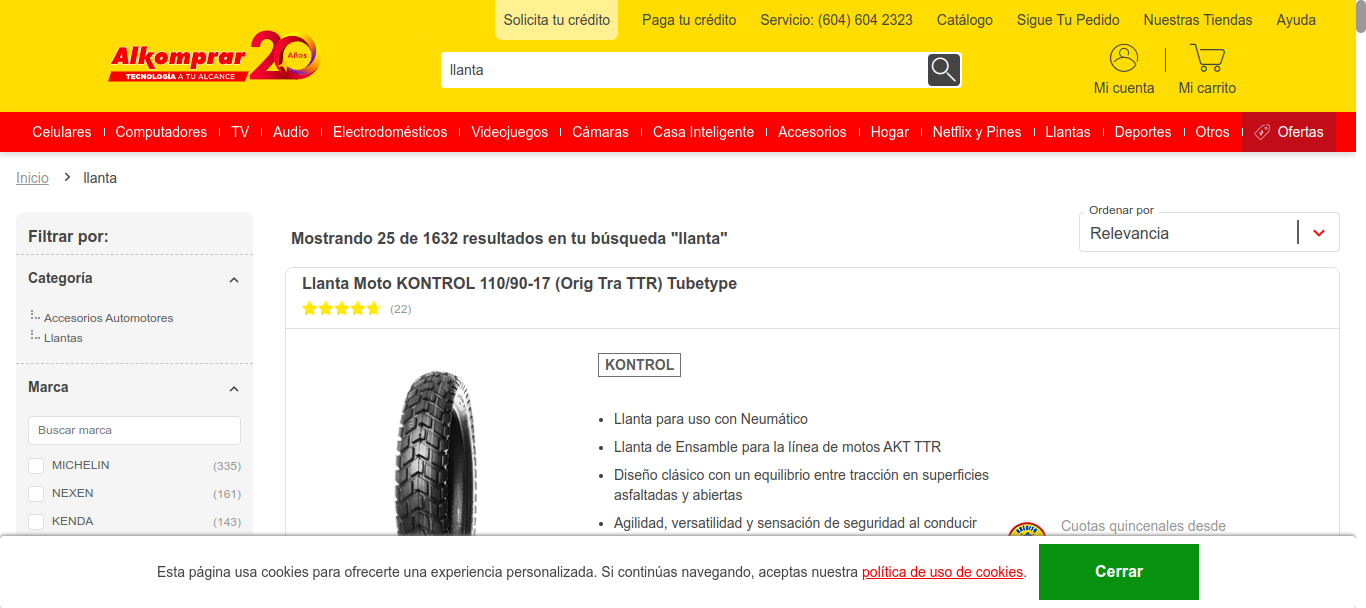 Solicita tu crédito Paga tu crédito Servicio: (604) 604 2323 Catálogo Sigue Tu Pedido Nuestras Tiendas Ayuda
Alkomprar 20 Años
TECNOLOGÍA A TU ALCANCE
llanta
Mi cuenta Mi carrito
Celulares Computadores TV Audio Electrodomésticos Videojuegos Cámaras Casa Inteligente Accesorios Hogar Netflix y Pines Llantas Deportes Otros Ofertas
Inicio > llanta
Filtrar por:
Categoría
Accesorios Automotores
Llantas
Marca
Buscar marca
MICHELIN (335)
NEXEN (161)
KENDA (143)
Mostrando 25 de 1632 resultados en tu búsqueda "llanta"
Ordenar por
Relevancia
Llanta Moto KONTROL 110/90-17 (Orig Tra TTR) Tubetype
(22)
KONTROL
• Llanta para uso con Neumático
• Llanta de Ensamble para la línea de motos AKT TTR
• Diseño clásico con un equilibrio entre tracción en superficies
asfaltadas y abiertas
• Agilidad, versatilidad y sensación de seguridad al conducir
Cuotas quincenales desde
Esta página usa cookies para ofrecerte una experiencia personalizada. Si continúas navegando, aceptas nuestra política de uso de cookies.
Cerrar